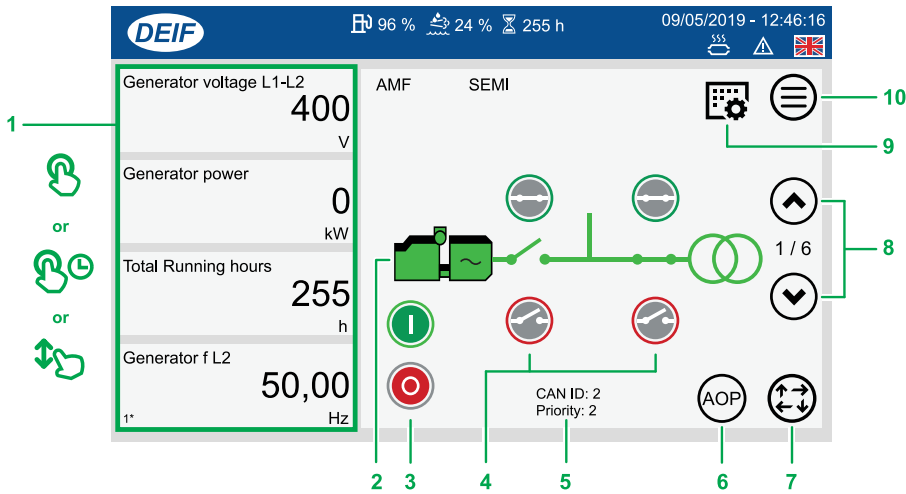 DEIF
96 % 24 % 255 h
09/05/2019 - 12:46:16
Generator voltage L1-L2
400
V
Generator power
0
kW
Total Running hours
255
h
Generator f L2
50,00
1* Hz
AMF SEMI
1 / 6
I
O
CAN ID: 2
Priority: 2
AOP
1
or
or
2
3
4
5
6
7
8
9
10